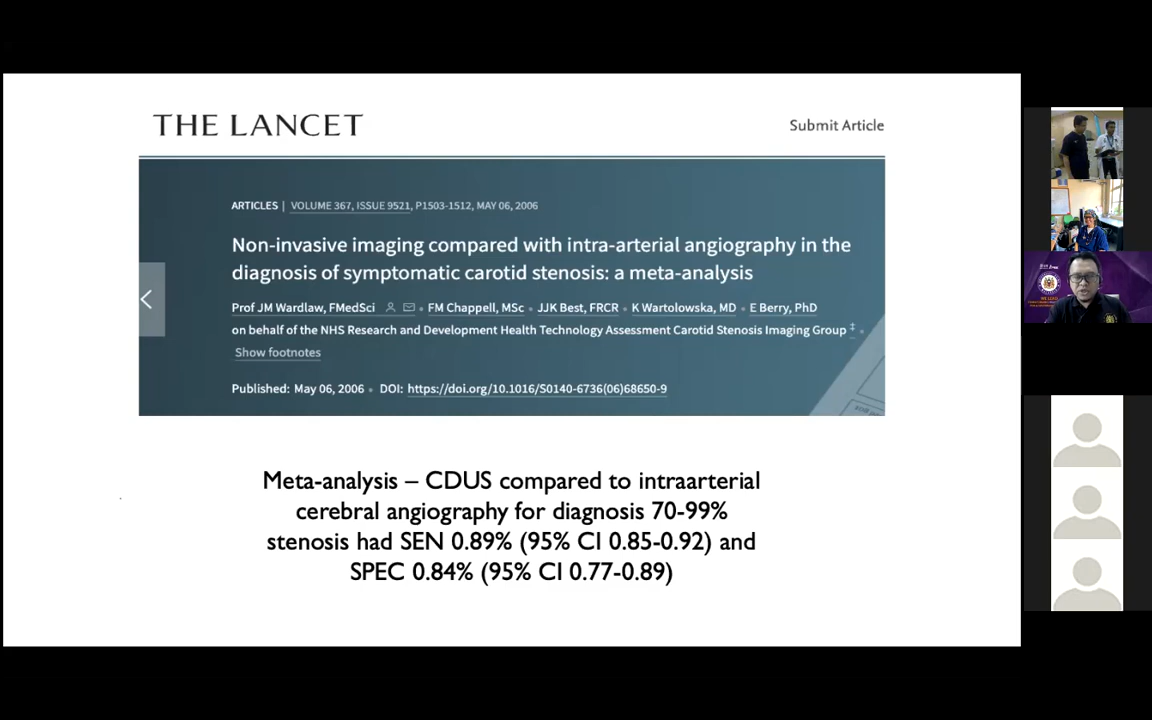 THE LANCET
Submit Article
ARTICLES | VOLUME 367, ISSUE 9521, P1503-1512, MAY 06, 2006
Non-invasive imaging compared with intra-arterial angiography in the
diagnosis of symptomatic carotid stenosis: a meta-analysis
Prof JM Wardlaw, FMedSci • FM Chappell, MSc • JJK Best, FRCR • K Wartolowska, MD • E Berry, PhD
on behalf of the NHS Research and Development Health Technology Assessment Carotid Stenosis Imaging Group ‡ •
Show footnotes
Published: May 06, 2006 • DOI: https://doi.org/10.1016/S0140-6736(06)68650-9
Meta-analysis – CDUS compared to intraarterial
cerebral angiography for diagnosis 70-99%
stenosis had SEN 0.89% (95% CI 0.85-0.92) and
SPEC 0.84% (95% CI 0.77-0.89)